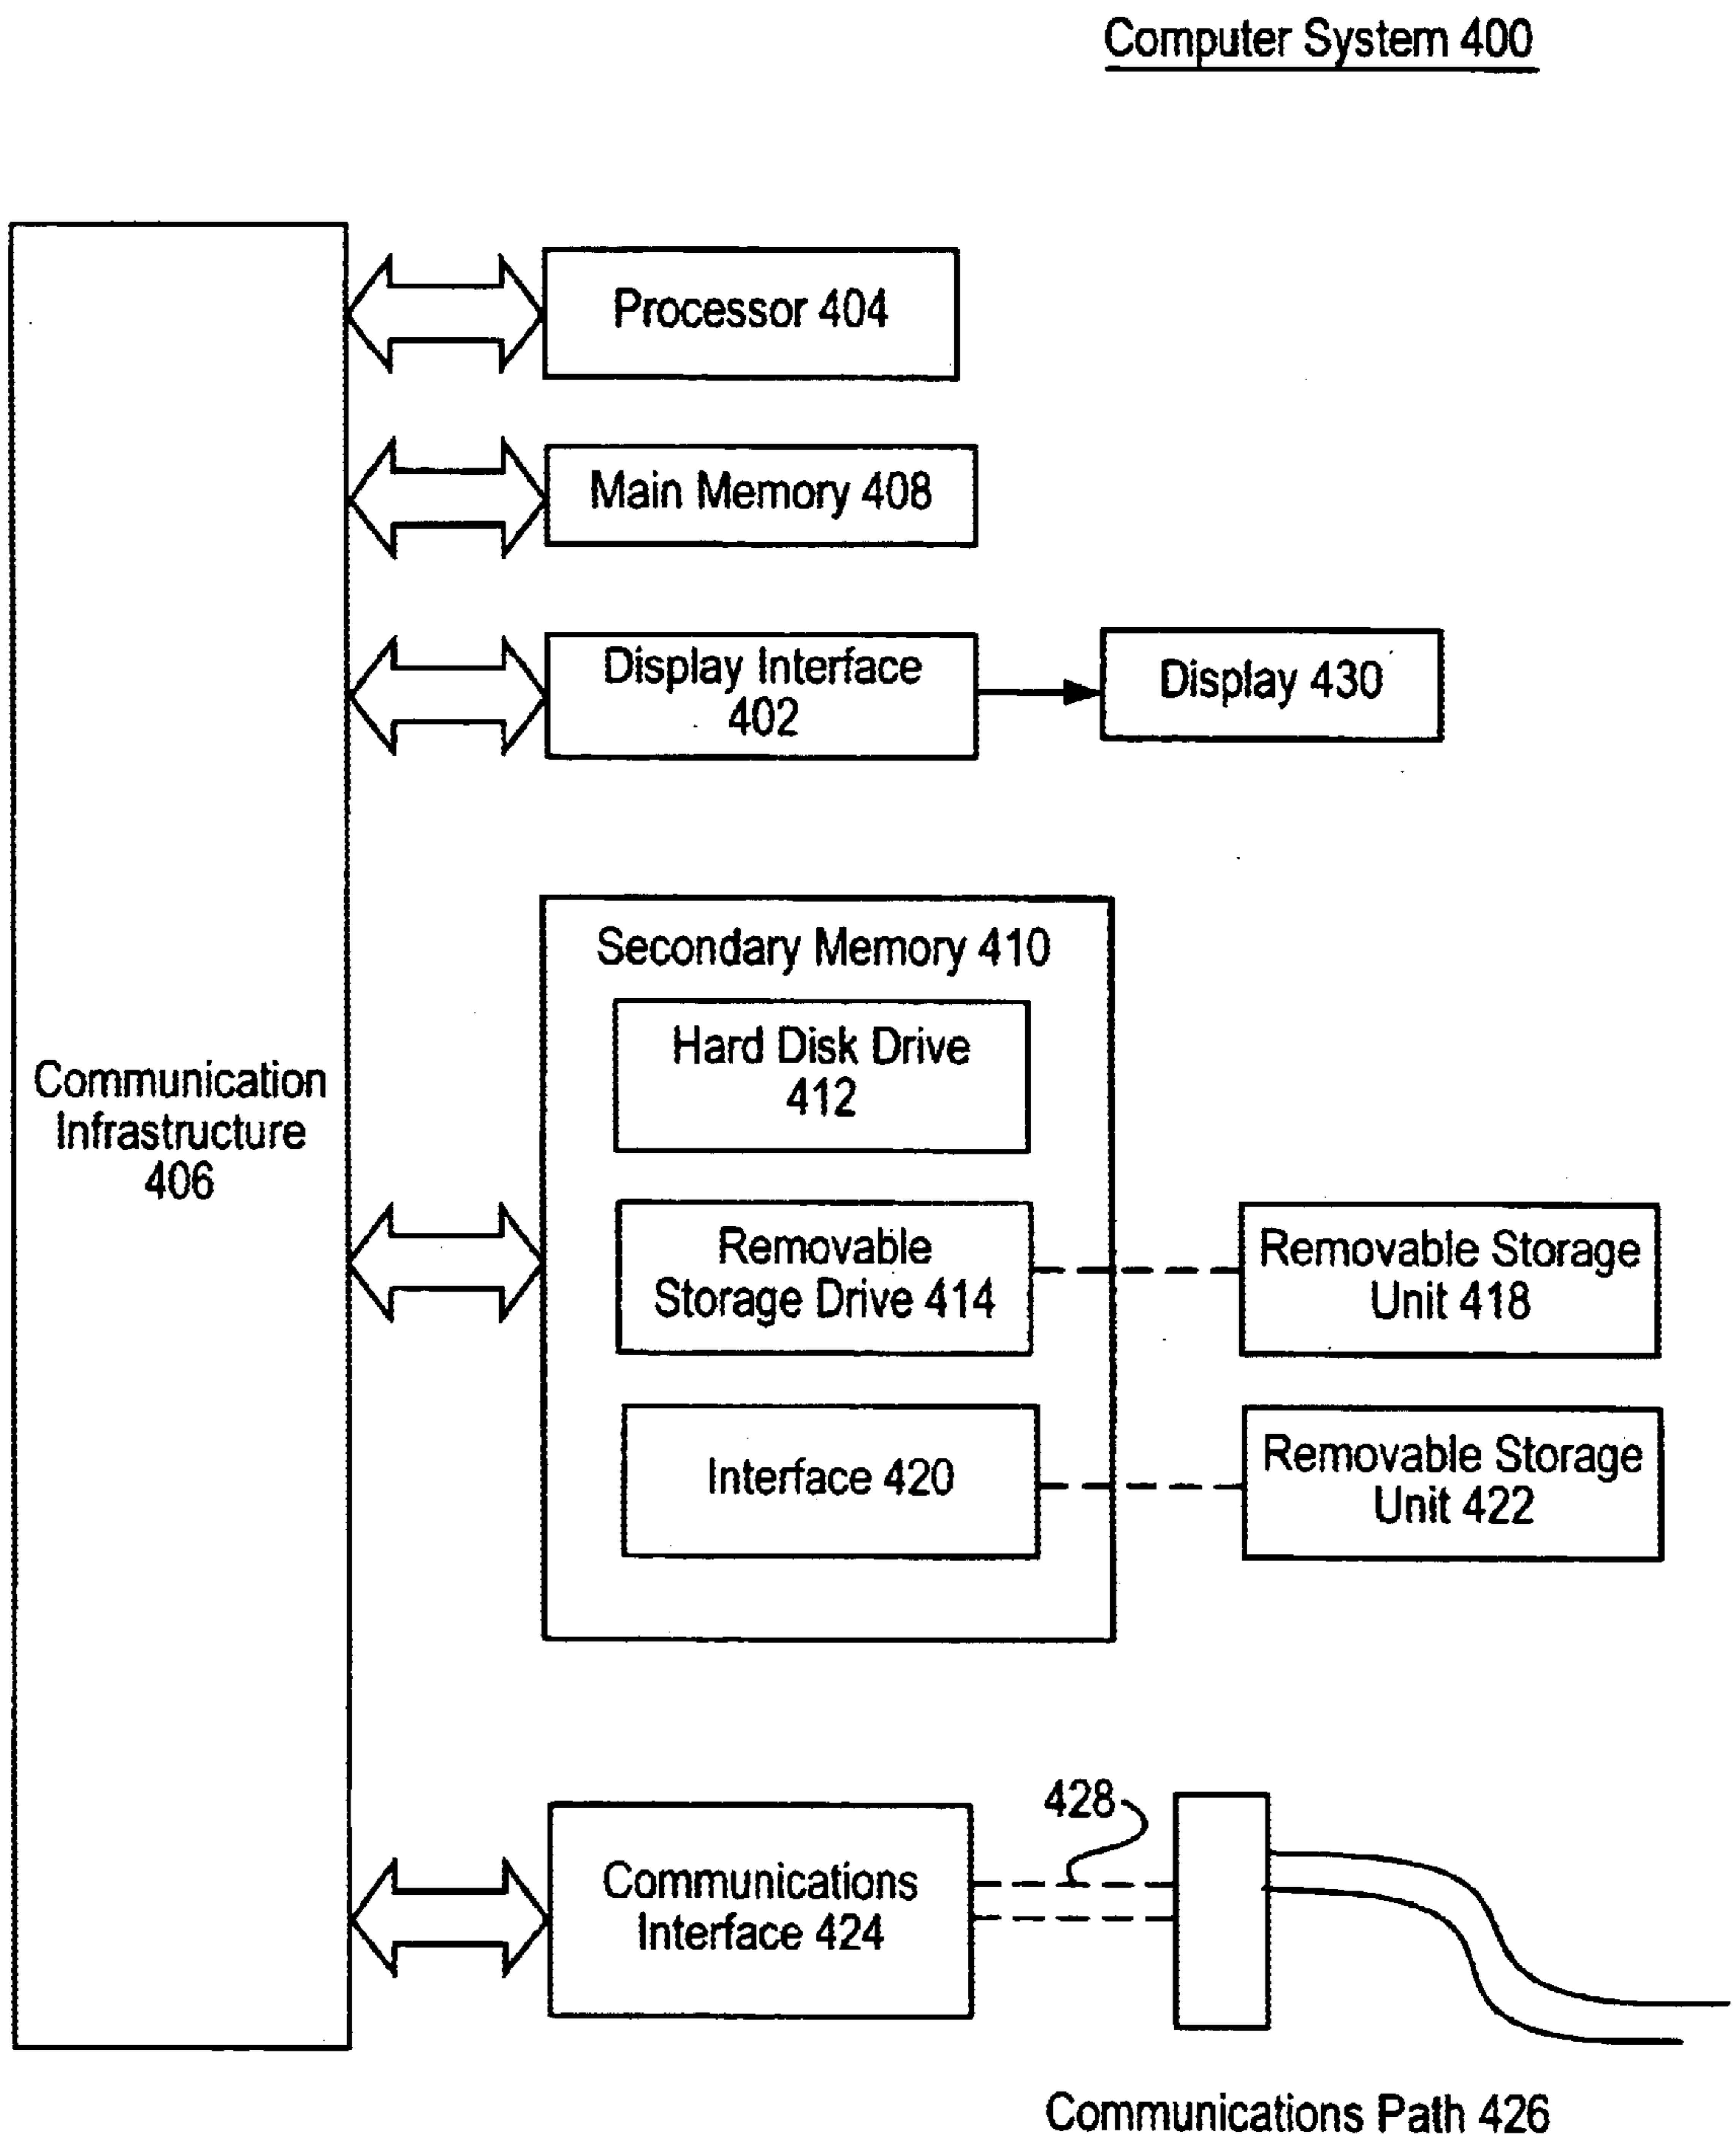 Computer System 400
Processor 404
Main Memory 408
Display Interface
402
Display 430
Secondary Memory 410
Hard Disk Drive
412
Communication
Infrastructure
406
Removable
Storage Drive 414
Removable Storage
Unit 418
Interface 420
Removable Storage
Unit 422
428
Communications
Interface 424
Communications Path 426